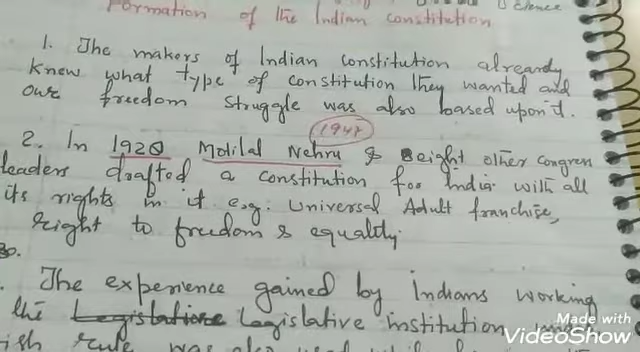 Formation of the Indian constitution
1. The makers of Indian constitution already
knew what type of constitution they wanted and
our freedom struggle was also based upon it.
1947
2. In 1928 Motilal Nehru & eight other congress
leaders drafted a constitution for India with all
its rights in it e.g: Universal Adult franchise,
right to freedom & equality.
The experience gained by Indians working
the Legislative Legislative institution
rule was also
Made with
VideoShow